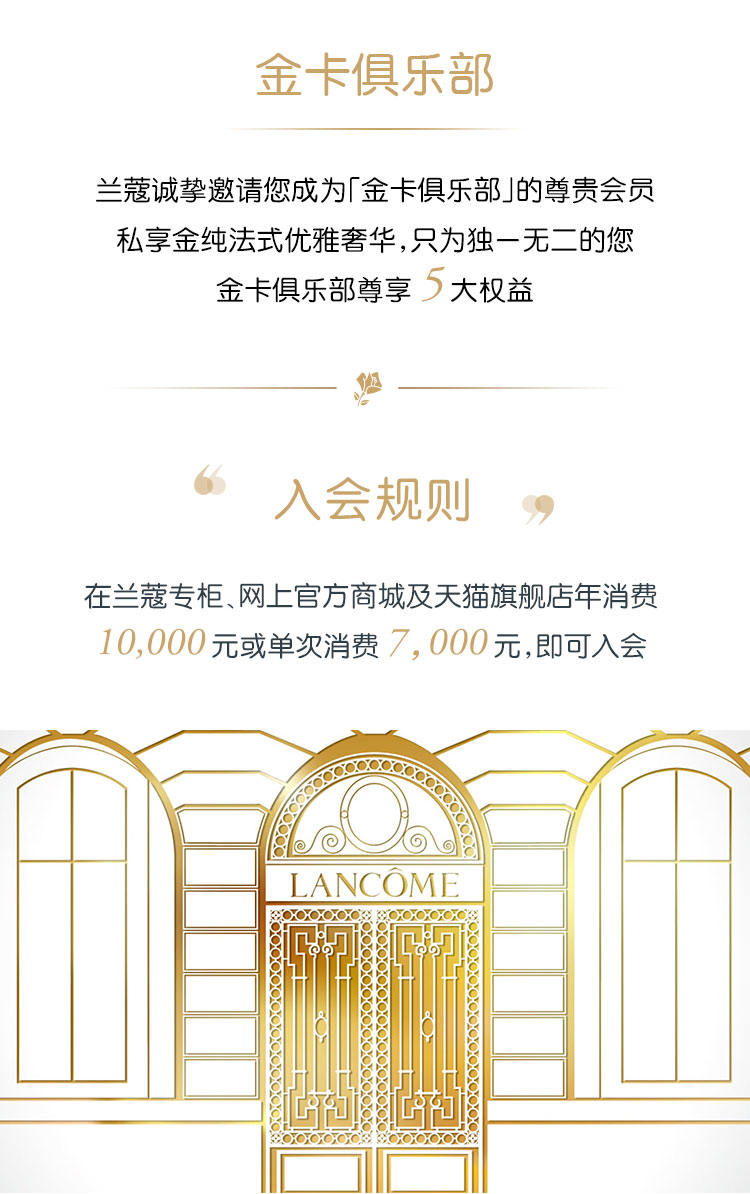 金卡俱乐部
兰蔻诚挚邀请您成为「金卡俱乐部」的尊贵会员
私享金纯法式优雅奢华,只为独一无二的您
金卡俱乐部尊享 5 大权益
“ 入会规则 ”
在兰蔻专柜、网上官方商城及天猫旗舰店年消费
10,000 元或单次消费 7,000 元,即可入会
LANCÔME